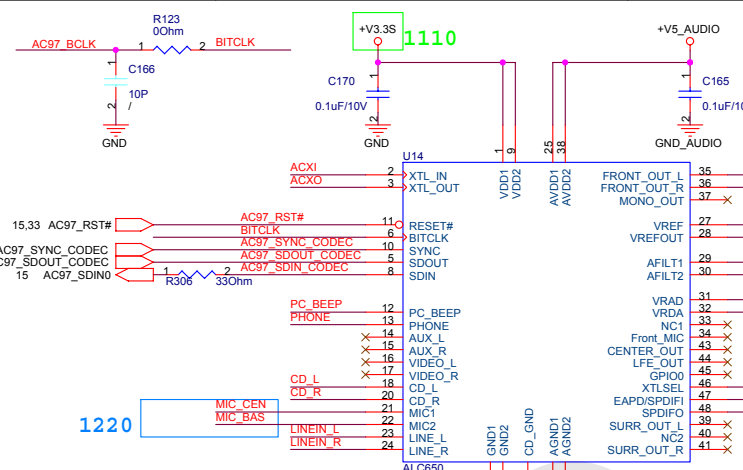 R123
0Ohm
AC97_BCLK 1 2 BITCLK
1
C166
10P
/
2
GND
+V3.3S
1110
1
C170
0.1uF/10V
2
GND
+V5_AUDIO
1
C165
2
GND_AUDIO
U14
1 9 25 38
VDD1 VDD2 AVDD1 AVDD2
ACXI 2 XTL_IN
ACXO 3 XTL_OUT
15,33 AC97_RST# AC97_RST# 11 RESET#
BITCLK 6 BITCLK
AC97_SYNC_CODEC AC97_SYNC_CODEC 10 SYNC
AC97_SDOUT_CODEC 5 SDOUT
15 AC97_SDIN0 1 2 AC97_SDIN_CODEC 8 SDIN
R306 33Ohm
PC_BEEP 12 PC_BEEP
PHONE 13 PHONE
14 AUX_L
15 AUX_R
16 VIDEO_L
17 VIDEO_R
CD_L 18 CD_L
CD_R 20 CD_R
MIC_CEN 21 MIC1
MIC_BAS 22 MIC2
1220
LINEIN_L 23 LINE_L
LINEIN_R 24 LINE_R
FRONT_OUT_L 35
FRONT_OUT_R 36
MONO_OUT 37
VREF 27
VREFOUT 28
AFILT1 29
AFILT2 30
VRAD 31
VRDA 32
NC1 33
Front_MIC 34
CENTER_OUT 43
LFE_OUT 44
GPIO0 45
XTLSEL 46
EAPD/SPDIFI 47
SPDIFO 48
SURR_OUT_L 39
NC2 40
SURR_OUT_R 41
GND1 GND2 CD_GND AGND1 AGND2
ALC650